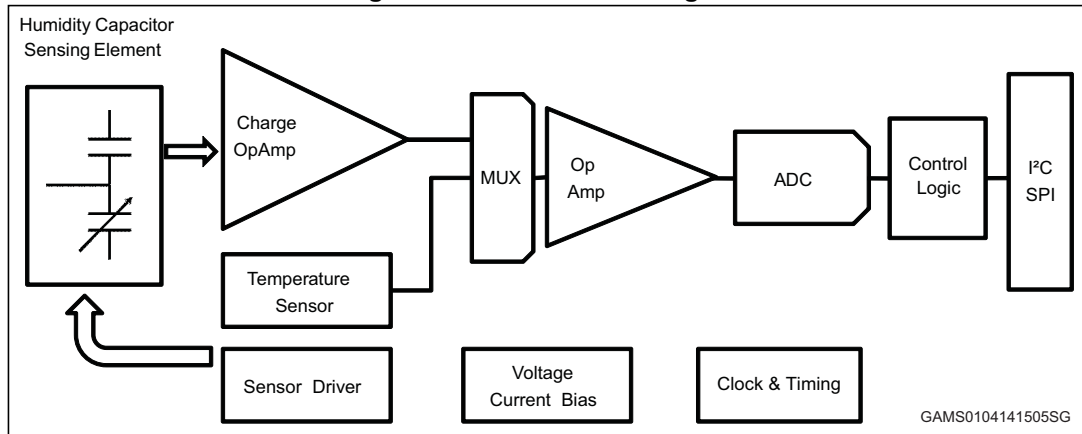 Humidity Capacitor
Sensing Element
Charge
OpAmp
MUX
Op
Amp
ADC
Control
Logic
I²C
SPI
Temperature
Sensor
Sensor Driver
Voltage
Current Bias
Clock & Timing
GAMS0104141505SG